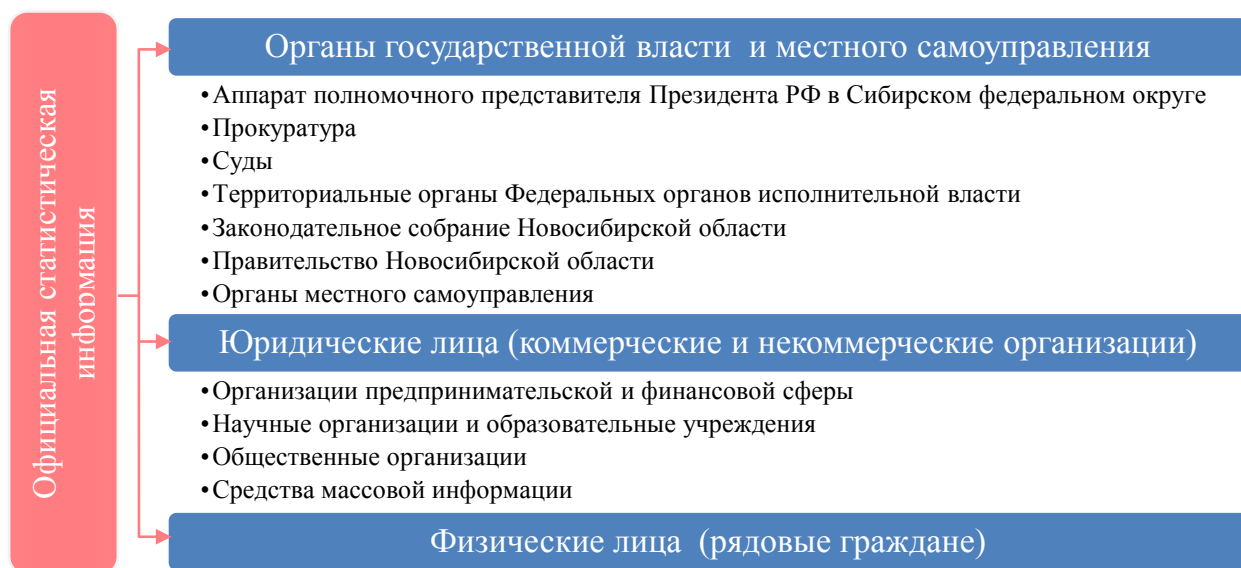 Официальная статистическая
информация
Органы государственной власти и местного самоуправления
•Аппарат полномочного представителя Президента РФ в Сибирском федеральном округе
•Прокуратура
•Суды
•Территориальные органы Федеральных органов исполнительной власти
•Законодательное собрание Новосибирской области
•Правительство Новосибирской области
•Органы местного самоуправления
Юридические лица (коммерческие и некоммерческие организации)
•Организации предпринимательской и финансовой сферы
•Научные организации и образовательные учреждения
•Общественные организации
•Средства массовой информации
Физические лица (рядовые граждане)